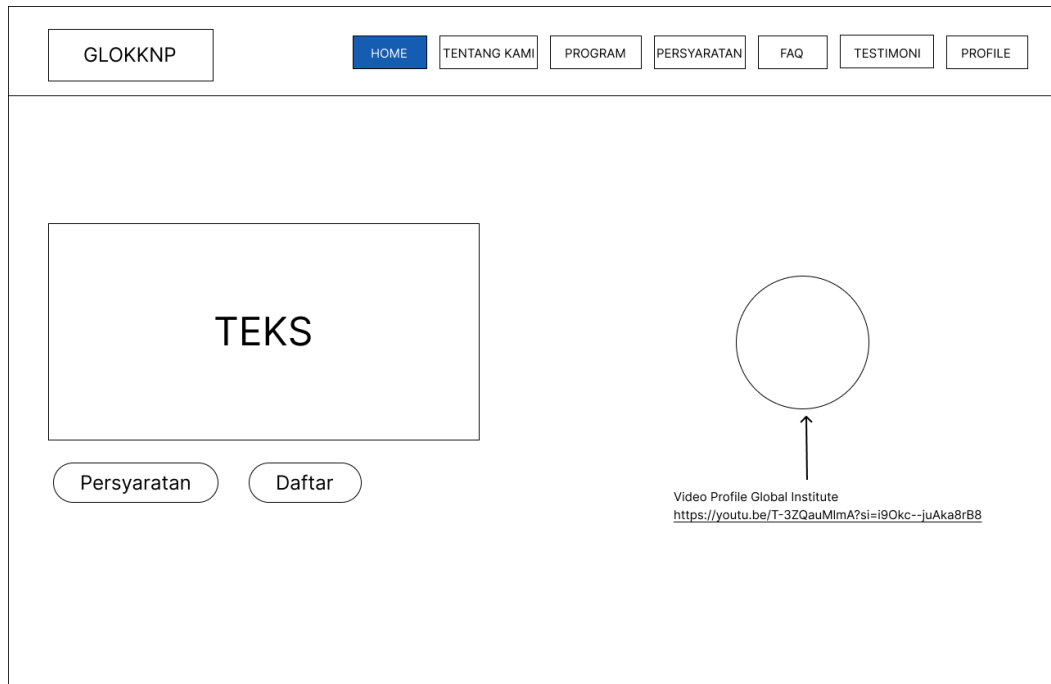 GLOKKNP
HOME
TENTANG KAMI
PROGRAM
PERSYARATAN
FAQ
TESTIMONI
PROFILE
TEKS
Persyaratan
Daftar
Video Profile Global Institute
https://youtu.be/T-3ZQauMlmA?si=i9Okc--juAka8rB8